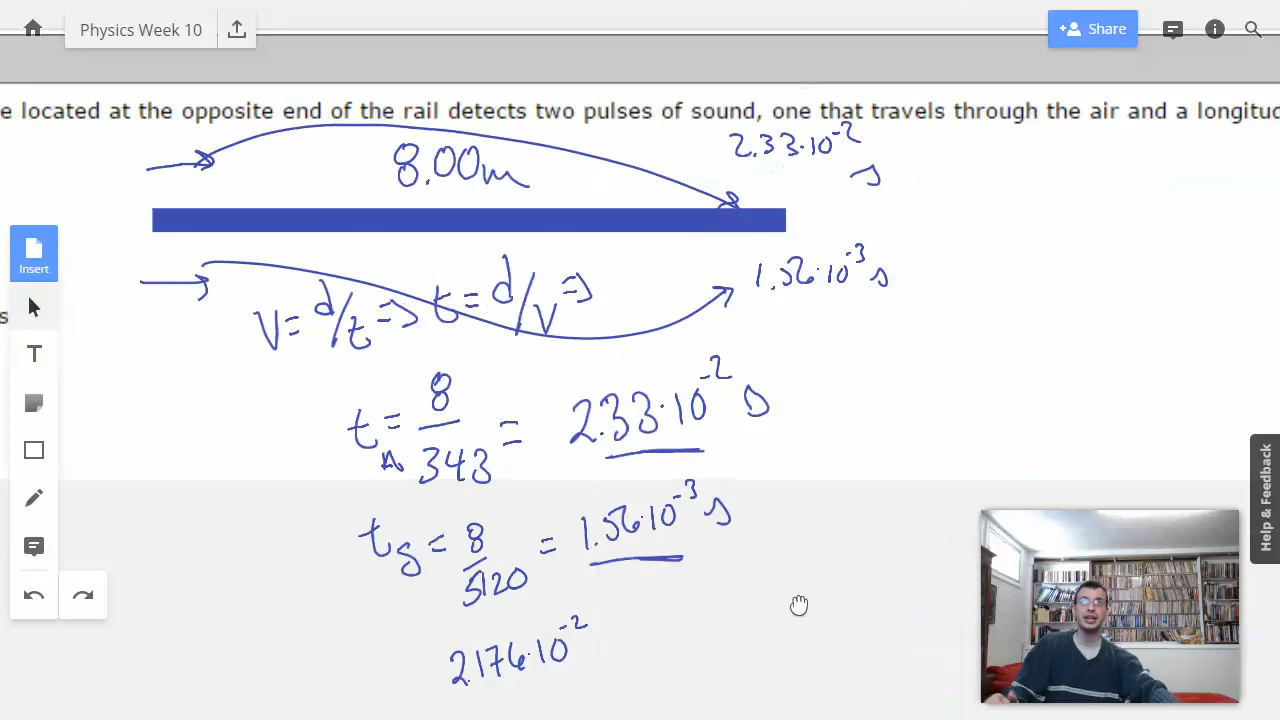 Physics Week 10
Share
e located at the opposite end of the rail detects two pulses of sound, one that travels through the air and a longituc
2.33·10⁻²
s
8.00m
Insert
1.56·10⁻³ s
s
V = d/t => t = d/V =>
T
t_A = 8/343 = 2.33·10⁻² s
t_S = 8/5120 = 1.56·10⁻³ s
2.176·10⁻²
Help & Feedback